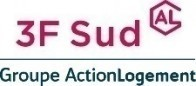 3F Sud AL
Groupe ActionLogement